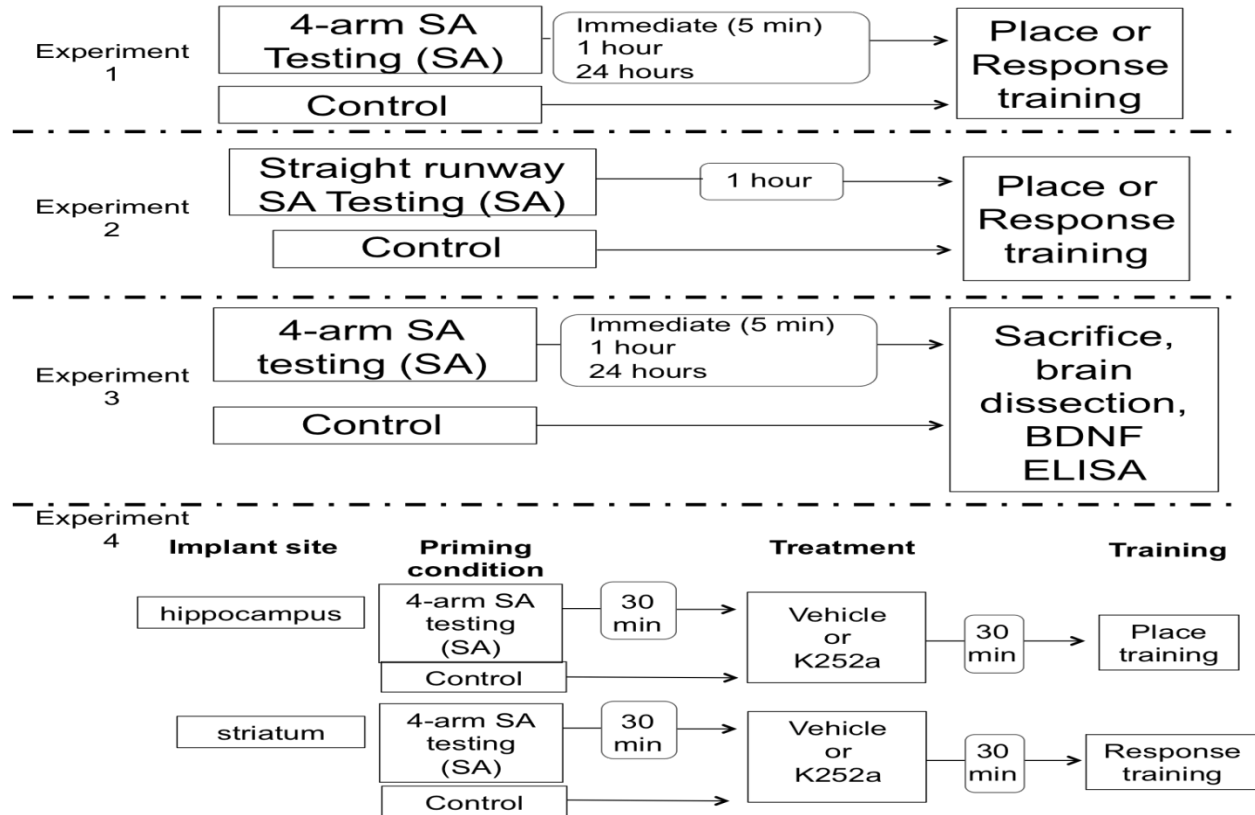 Experiment
1
4-arm SA
Testing (SA)
Immediate (5 min)
1 hour
24 hours
Control
Place or
Response
training
Experiment
2
Straight runway
SA Testing (SA)
1 hour
Control
Place or
Response
training
Experiment
3
4-arm SA
testing (SA)
Immediate (5 min)
1 hour
24 hours
Control
Sacrifice,
brain
dissection,
BDNF
ELISA
Experiment
4
Implant site
Priming
condition
Treatment
Training
hippocampus
4-arm SA
testing
(SA)
30
min
Control
Vehicle
or
K252a
30
min
Place
training
striatum
4-arm SA
testing
(SA)
30
min
Control
Vehicle
or
K252a
30
min
Response
training